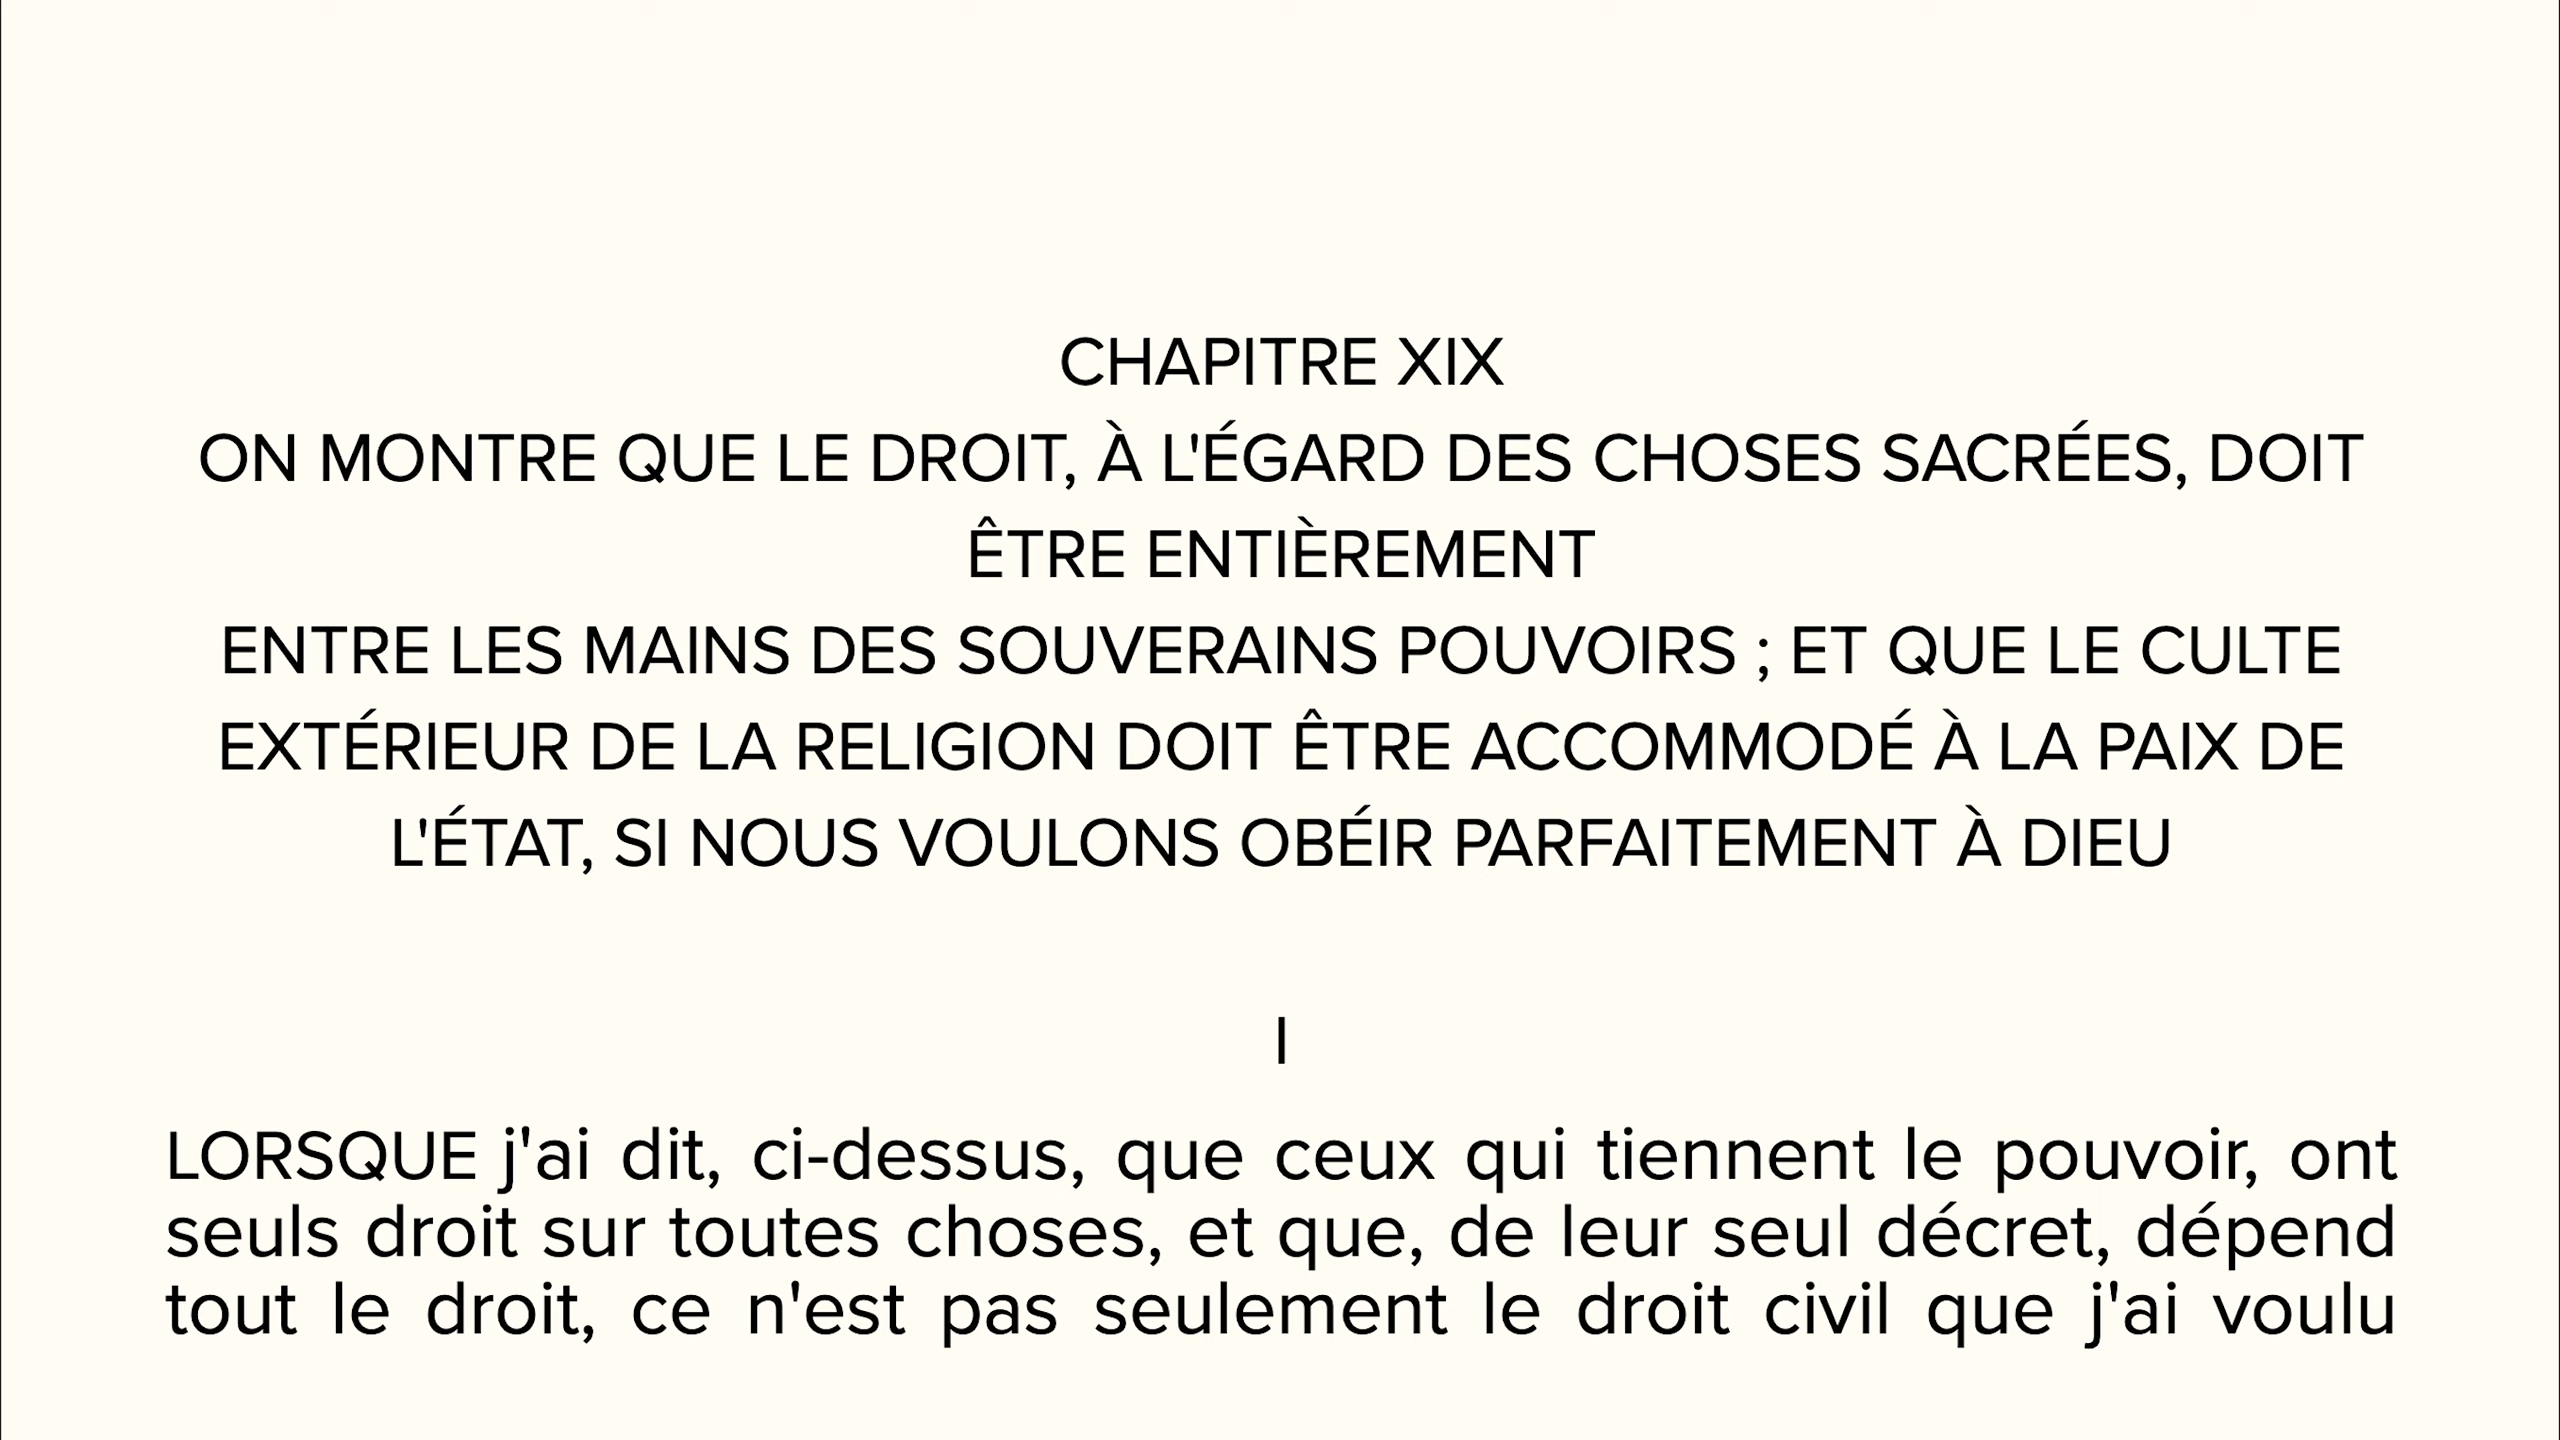 CHAPITRE XIX
ON MONTRE QUE LE DROIT, À L'ÉGARD DES CHOSES SACRÉES, DOIT
ÊTRE ENTIÈREMENT
ENTRE LES MAINS DES SOUVERAINS POUVOIRS ; ET QUE LE CULTE
EXTÉRIEUR DE LA RELIGION DOIT ÊTRE ACCOMMODÉ À LA PAIX DE
L'ÉTAT, SI NOUS VOULONS OBÉIR PARFAITEMENT À DIEU
I
LORSQUE j'ai dit, ci-dessus, que ceux qui tiennent le pouvoir, ont
seuls droit sur toutes choses, et que, de leur seul décret, dépend
tout le droit, ce n'est pas seulement le droit civil que j'ai voulu